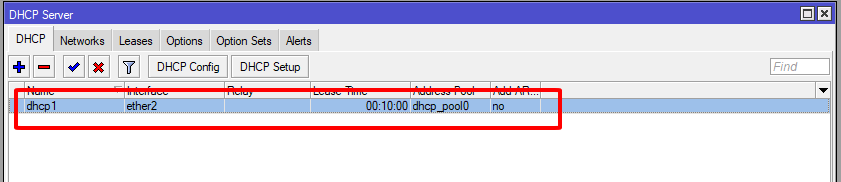 DHCP Server
DHCP Networks Leases Options Option Sets Alerts
DHCP Config DHCP Setup Find
Name Interface Relay Lease Time Address Pool Add AR...
dhcp1 ether2 00:10:00 dhcp_pool0 no